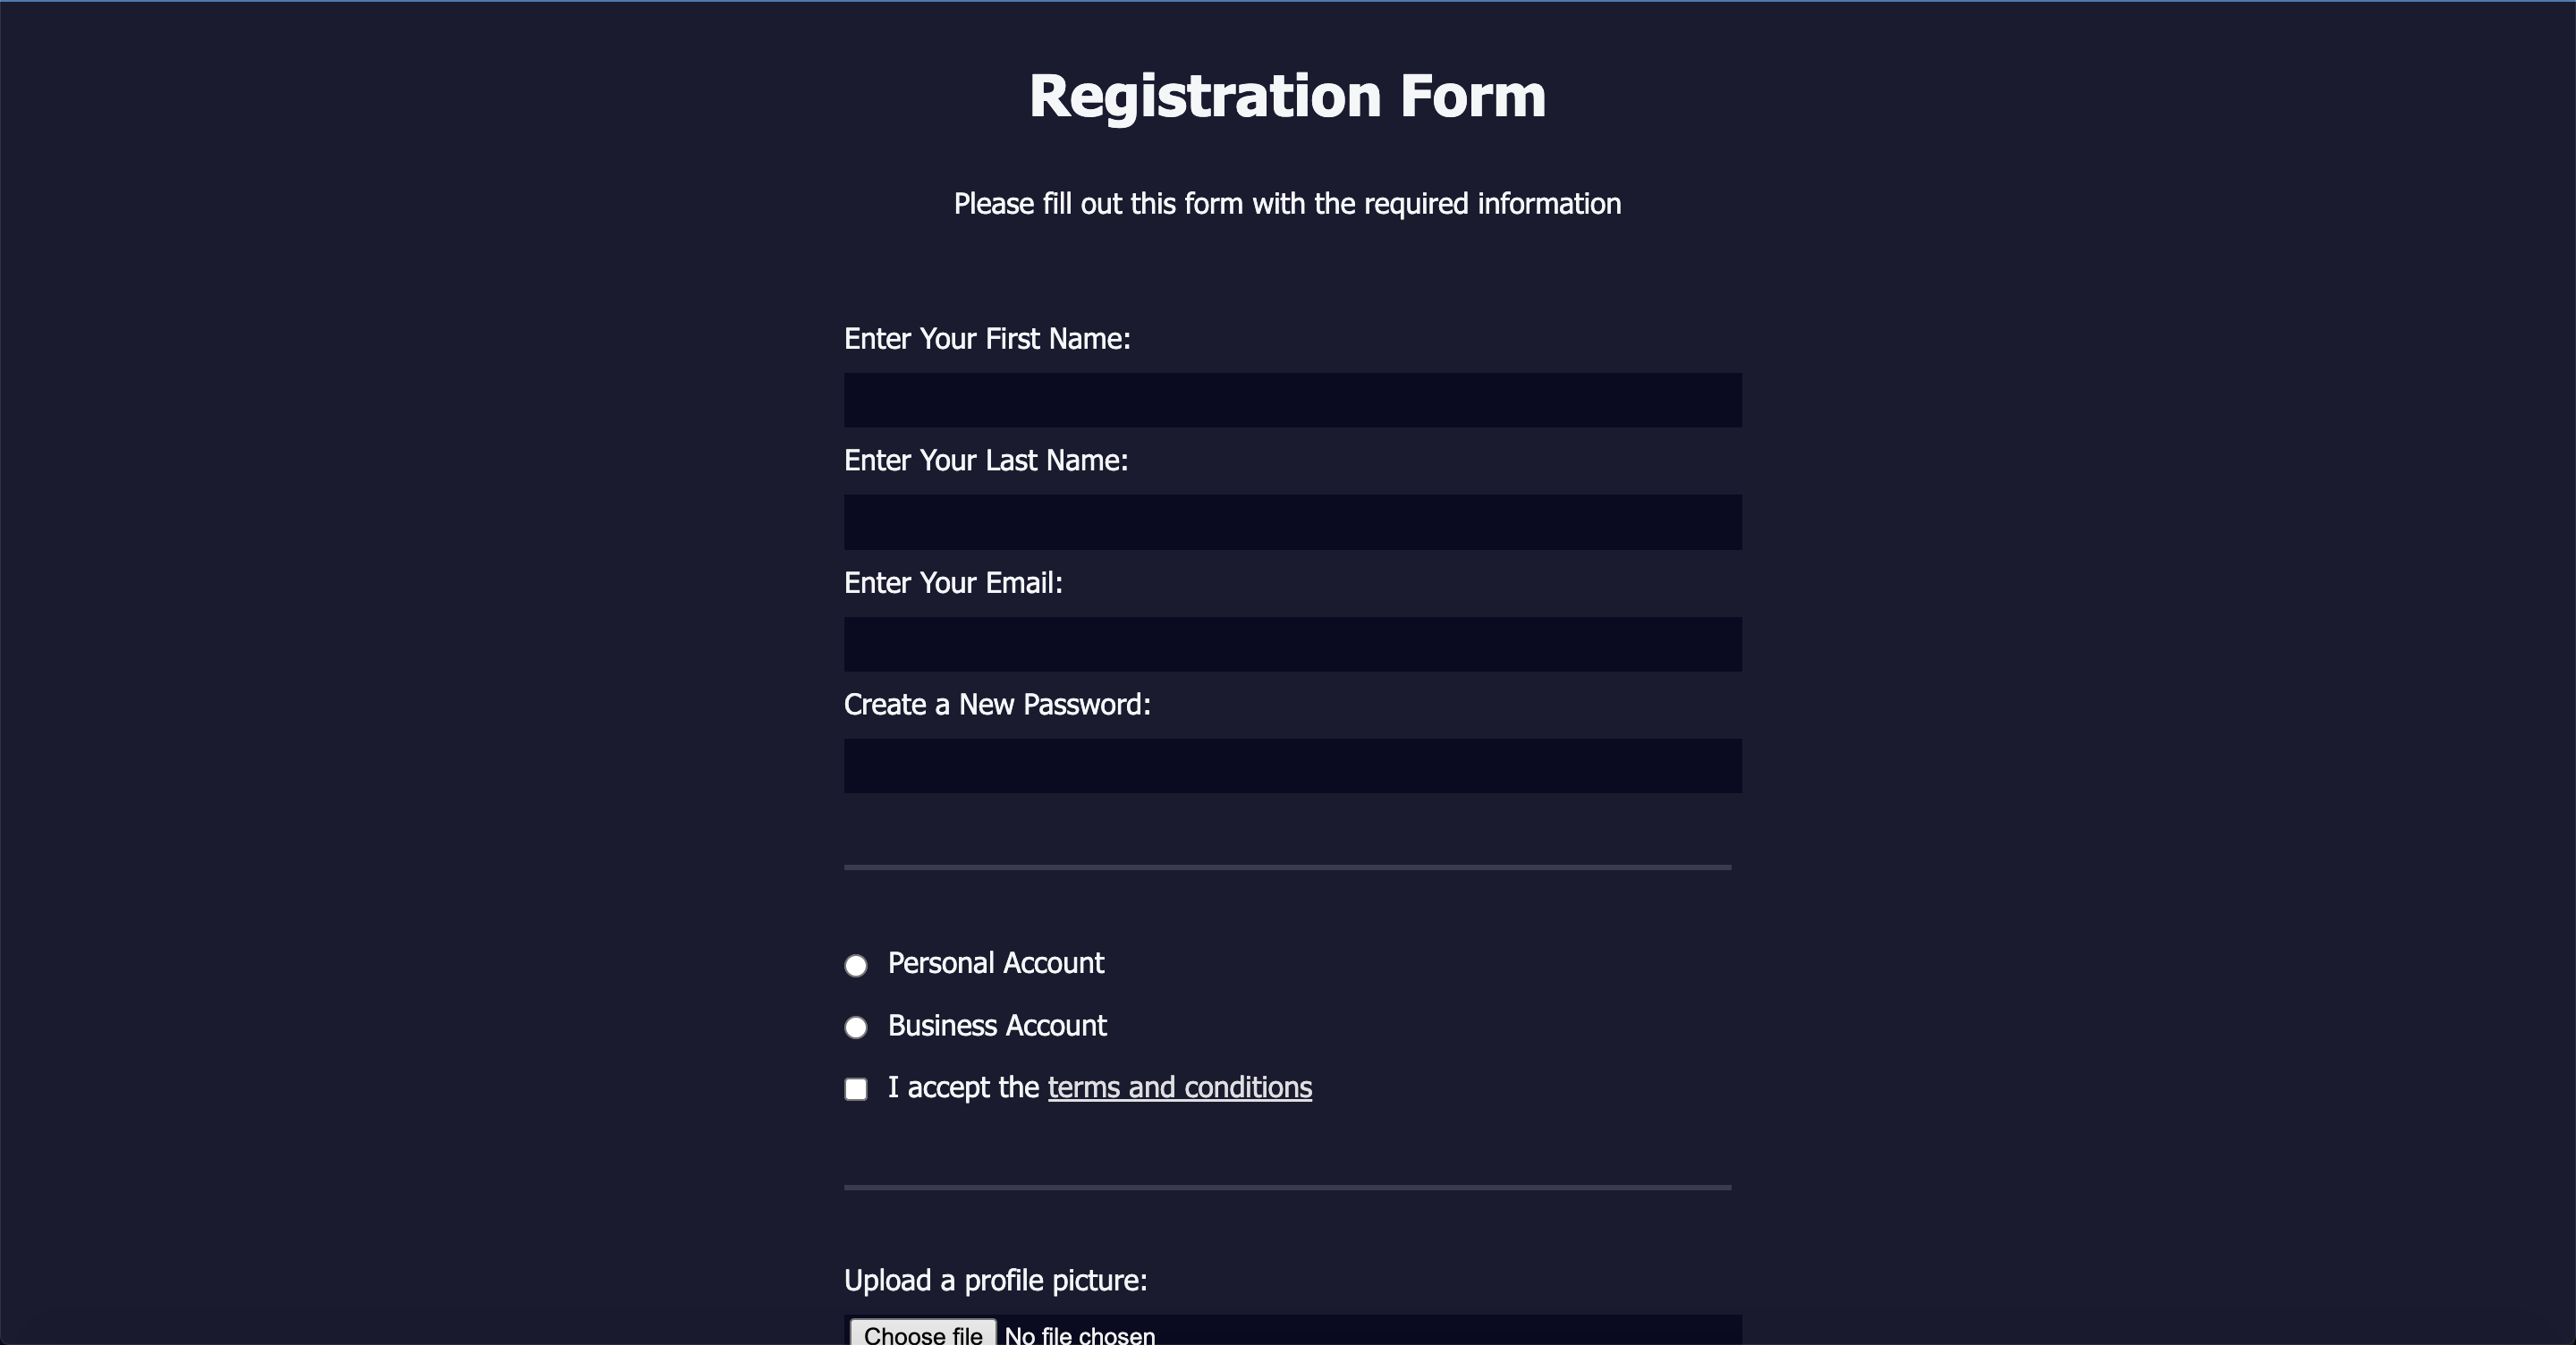 Registration Form
Please fill out this form with the required information
Enter Your First Name:
Enter Your Last Name:
Enter Your Email:
Create a New Password:
Personal Account
Business Account
I accept the terms and conditions
Upload a profile picture:
Choose file No file chosen